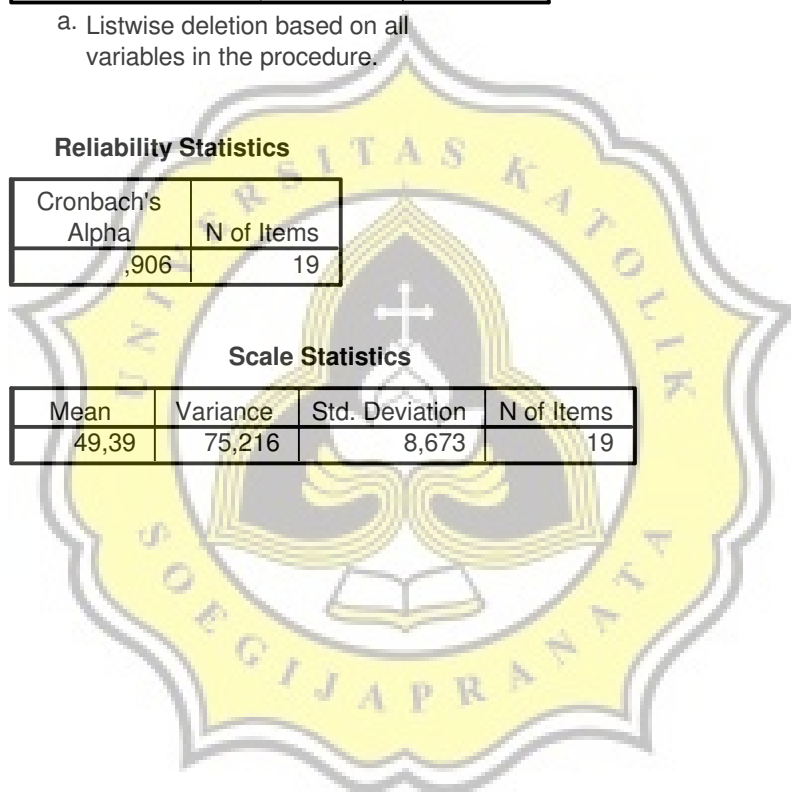 a. Listwise deletion based on all
variables in the procedure.
Reliability Statistics
Cronbach's
Alpha N of Items
,906 19
Scale Statistics
Mean Variance Std. Deviation N of Items
49,39 75,216 8,673 19
UNIVERSITAS KATOLIK
SOEGIJAPRANATA